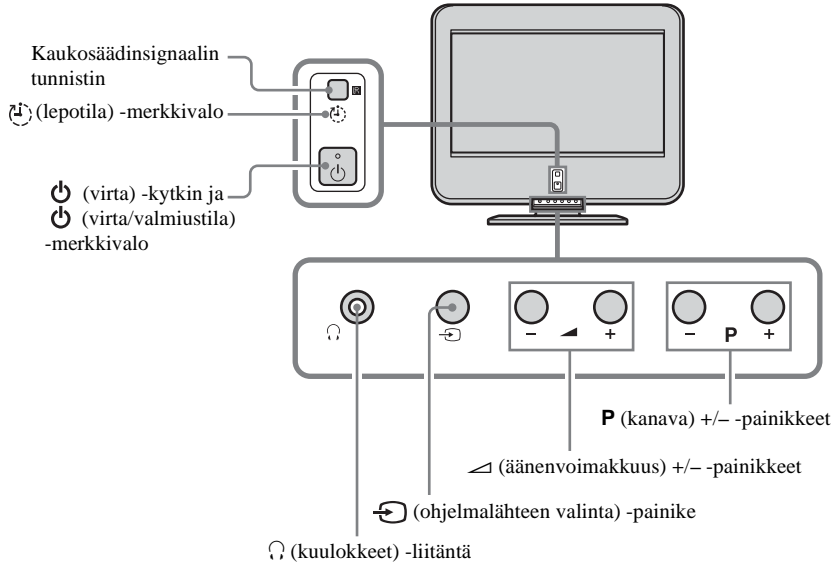 Kaukosäädinsignaalin
tunnistin
(lepotila) -merkkivalo
(virta) -kytkin ja
(virta/valmiustila)
-merkkivalo
– +
– P +
P (kanava) +/– -painikkeet
(äänenvoimakkuus) +/– -painikkeet
(ohjelmalähteen valinta) -painike
(kuulokkeet) -liitäntä